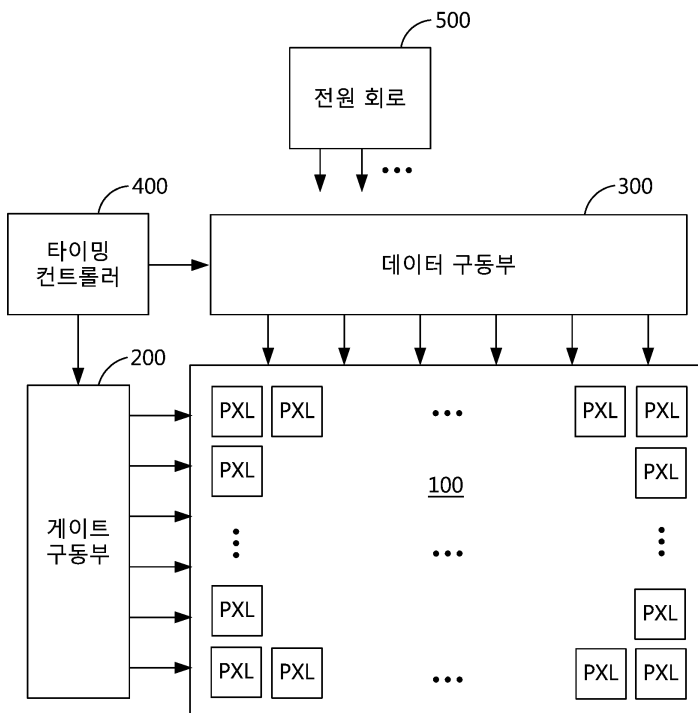 500
전원 회로
•••
400
300
타이밍
컨트롤러
데이터 구동부
200
PXL PXL ••• PXL PXL
PXL PXL
100
게이트
구동부
•••
PXL PXL
PXL PXL ••• PXL PXL